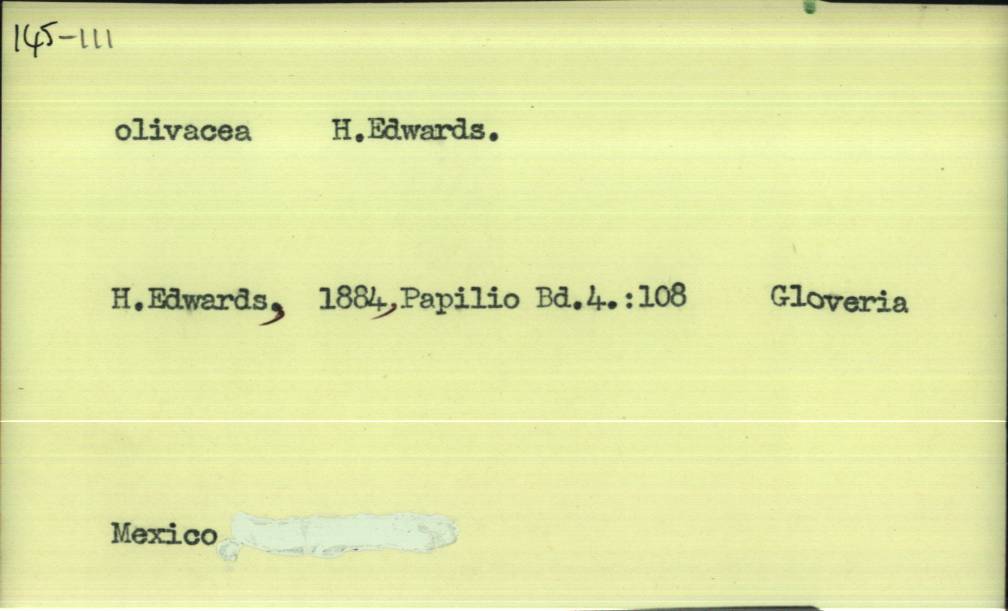 145-111
olivacea H.Edwards.
H.Edwards, 1884,Papilio Bd.4.:108 Gloveria
Mexico